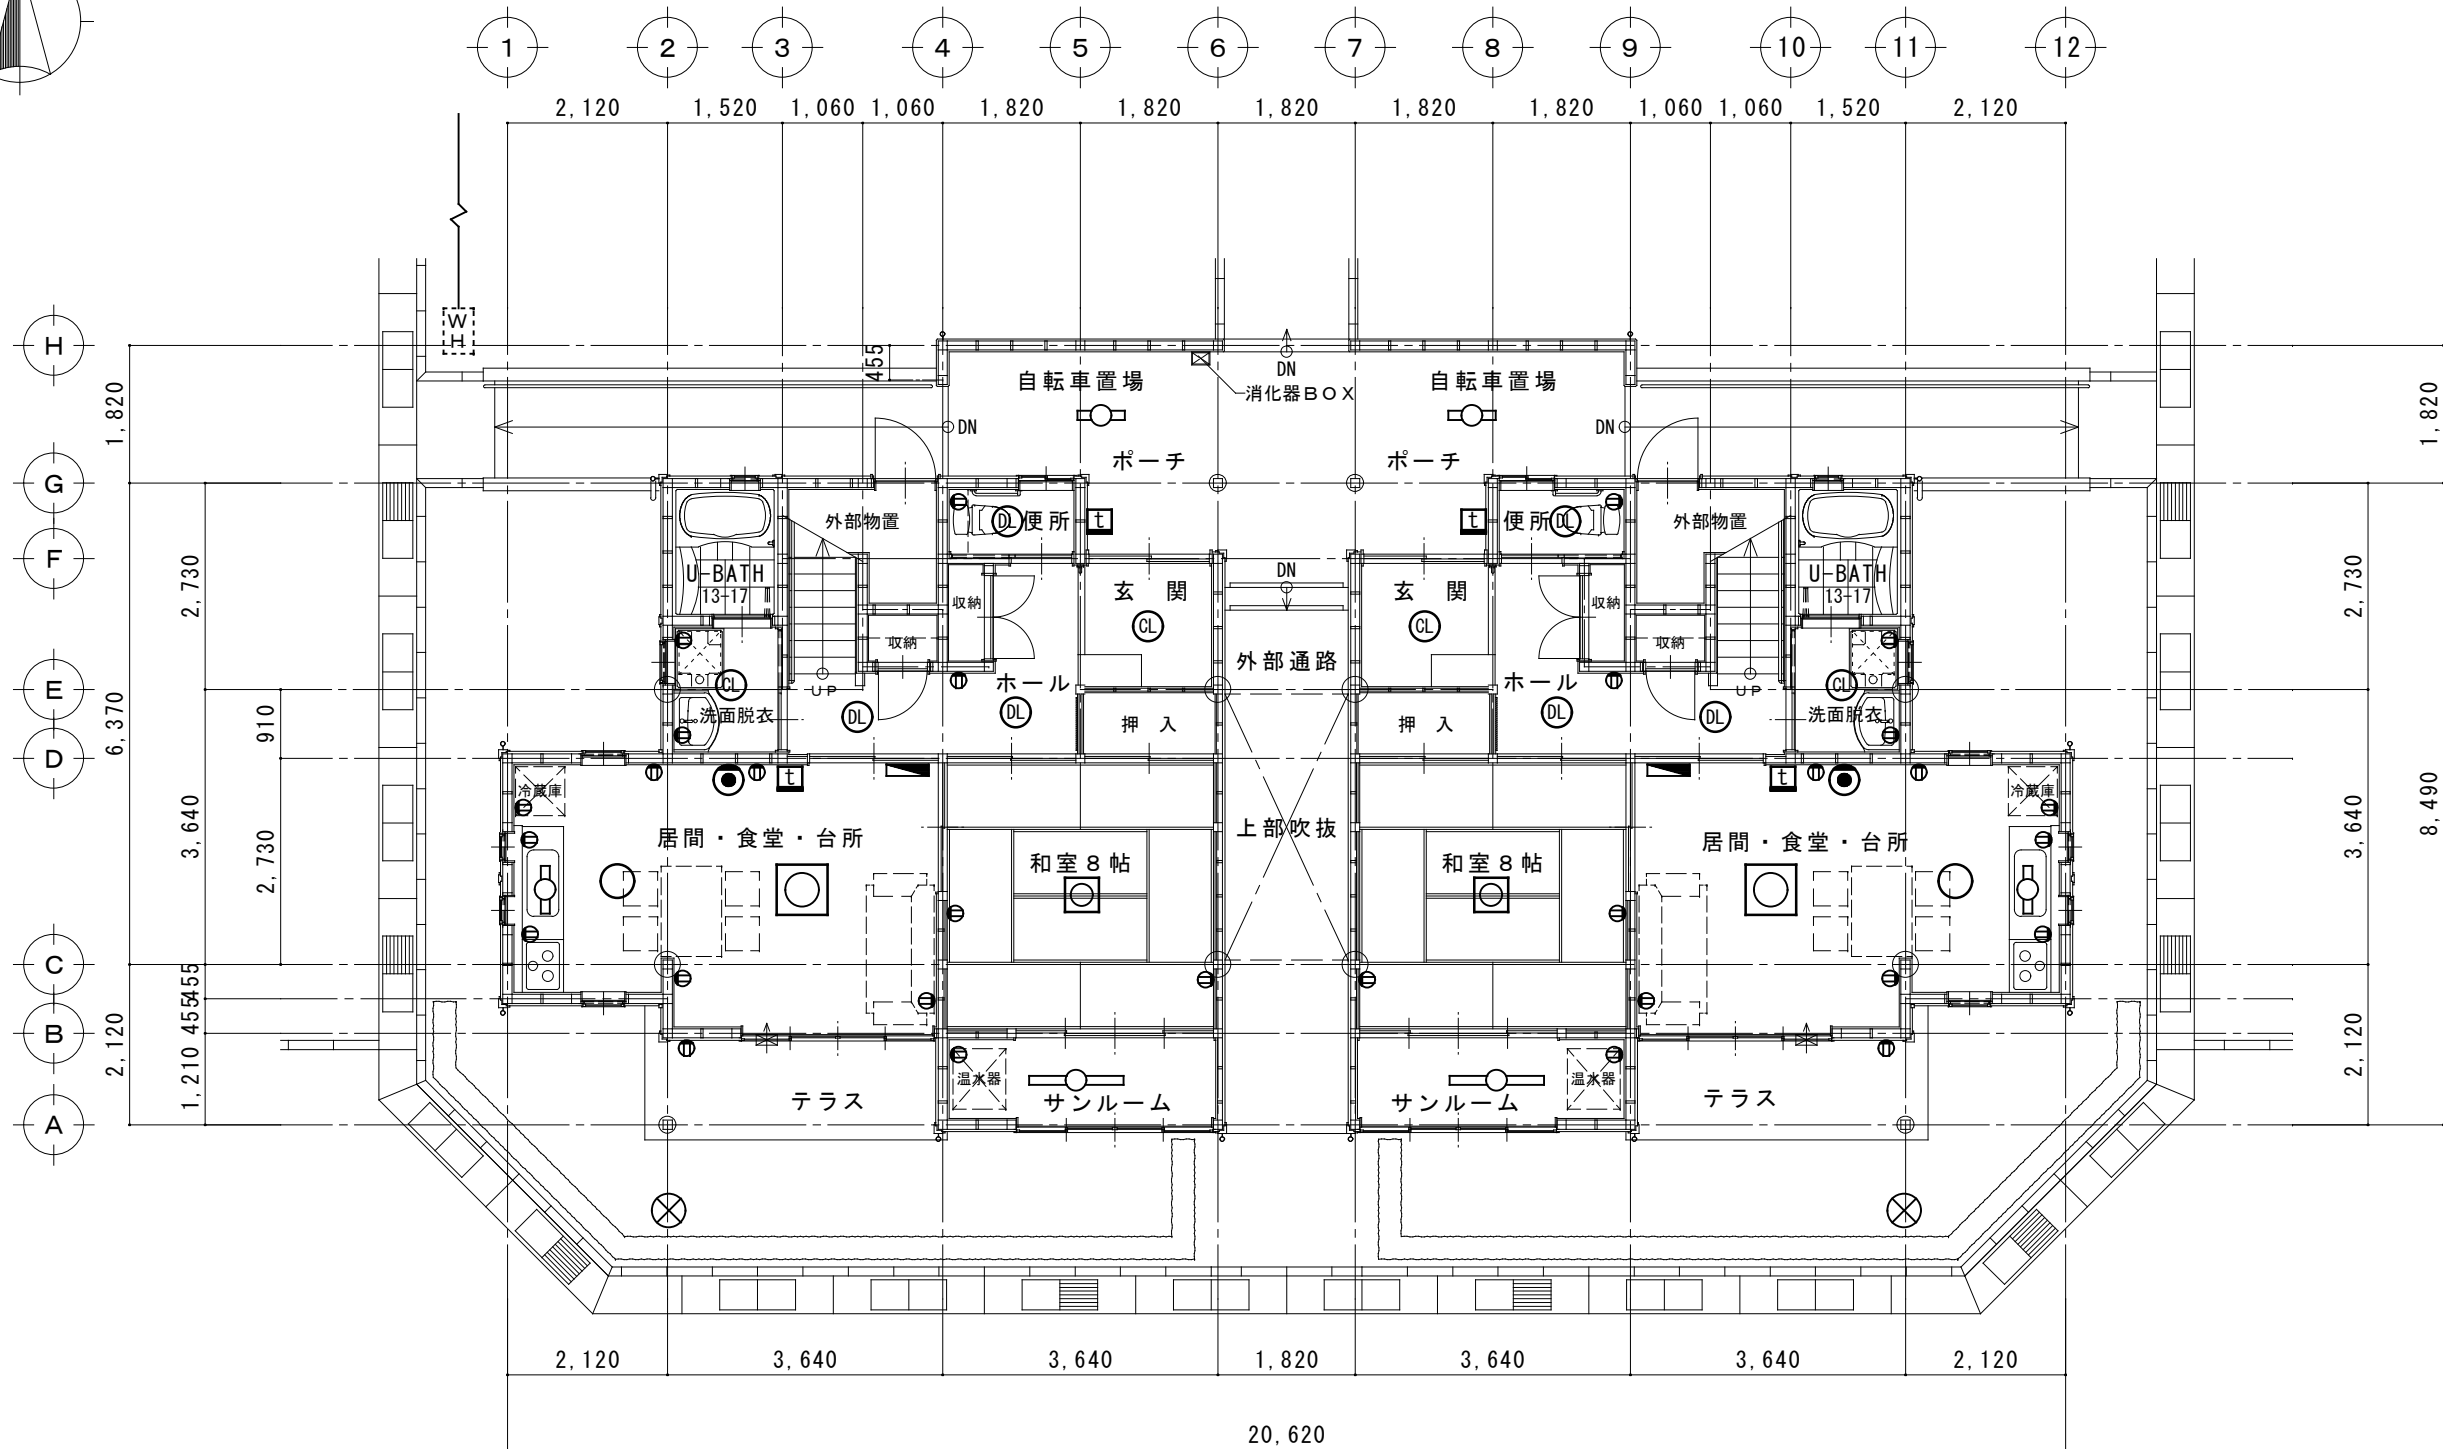 1 2 3 4 5 6 7 8 9 10 11 12
2,120 1,520 1,060 1,060 1,820 1,820 1,820 1,820 1,820 1,060 1,060 1,520 2,120
W
H
H
455
DN
自転車置場 自転車置場
消化器BOX
1,820 1,820
DN DN
ポーチ ポーチ
G
DL 便所 t t 便所 DL
外部物置 外部物置
F
U-BATH U-BATH
13-17 13-17
DN
2,730 2,730
玄 関 玄 関
収納 収納
CL CL
収納 収納
外部通路
E
CL ホール ホール CL
UP UP
洗面脱衣 DL DL DL DL 洗面脱衣
押 入 押 入
6,370 910
D
t t
冷蔵庫 冷蔵庫
8,490
3,640 3,640
2,730
居間・食堂・台所 上部吹抜 居間・食堂・台所
和室8帖 和室8帖
C
455
455
B
2,120 1,210 2,120
温水器 温水器
テラス サンルーム サンルーム テラス
A
2,120 3,640 3,640 1,820 3,640 3,640 2,120
20,620